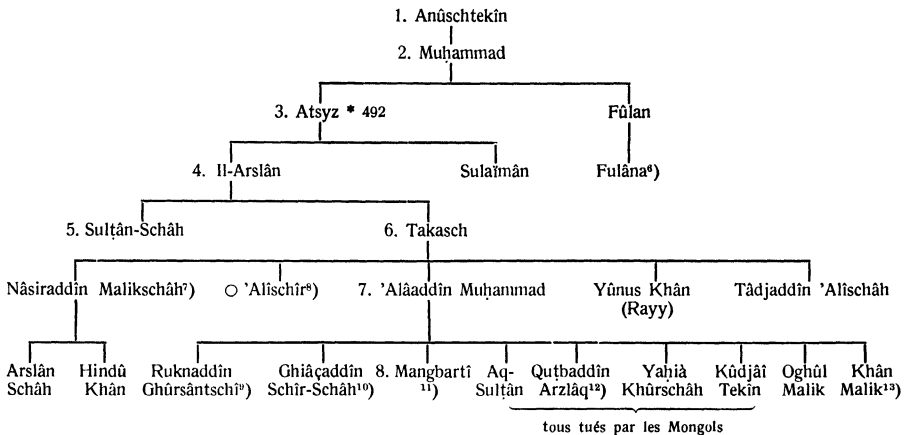 1. Anûschtekîn
2. Muḥammad
3. Atsyz * 492 Fûlan
4. Il-Arslân Sulaïmân Fulâna⁶)
5. Sulṭân-Schâh 6. Takasch
Nâsiraddîn Malikschâh⁷) ○ 'Alîschîr⁸) 7. 'Alâaddîn Muḥammad Yûnus Khân Tâdjaddîn 'Alîschâh
(Rayy)
Arslân Hindû Ruknaddîn Ghiâçaddîn 8. Mangbartî Aq- Quṭbaddîn Yaḥià Kûdjâî Oghûl Khân
Schâh Khân Ghûrsântschî⁹) Schîr-Schâh¹⁰) ¹¹) Sulṭân Arzlâq¹²) Khûrschâh Tekîn Malik Malik¹³)
tous tués par les Mongols